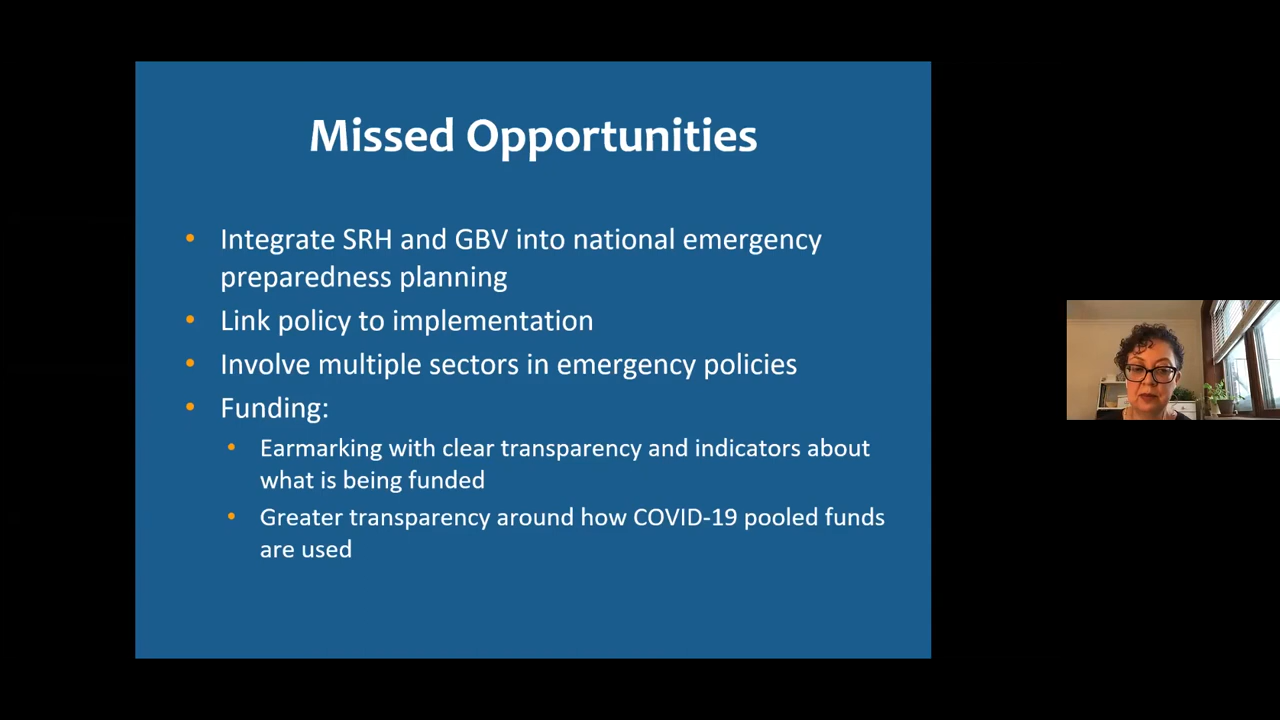 Missed Opportunities
• Integrate SRH and GBV into national emergency
preparedness planning
• Link policy to implementation
• Involve multiple sectors in emergency policies
• Funding:
• Earmarking with clear transparency and indicators about
what is being funded
• Greater transparency around how COVID-19 pooled funds
are used